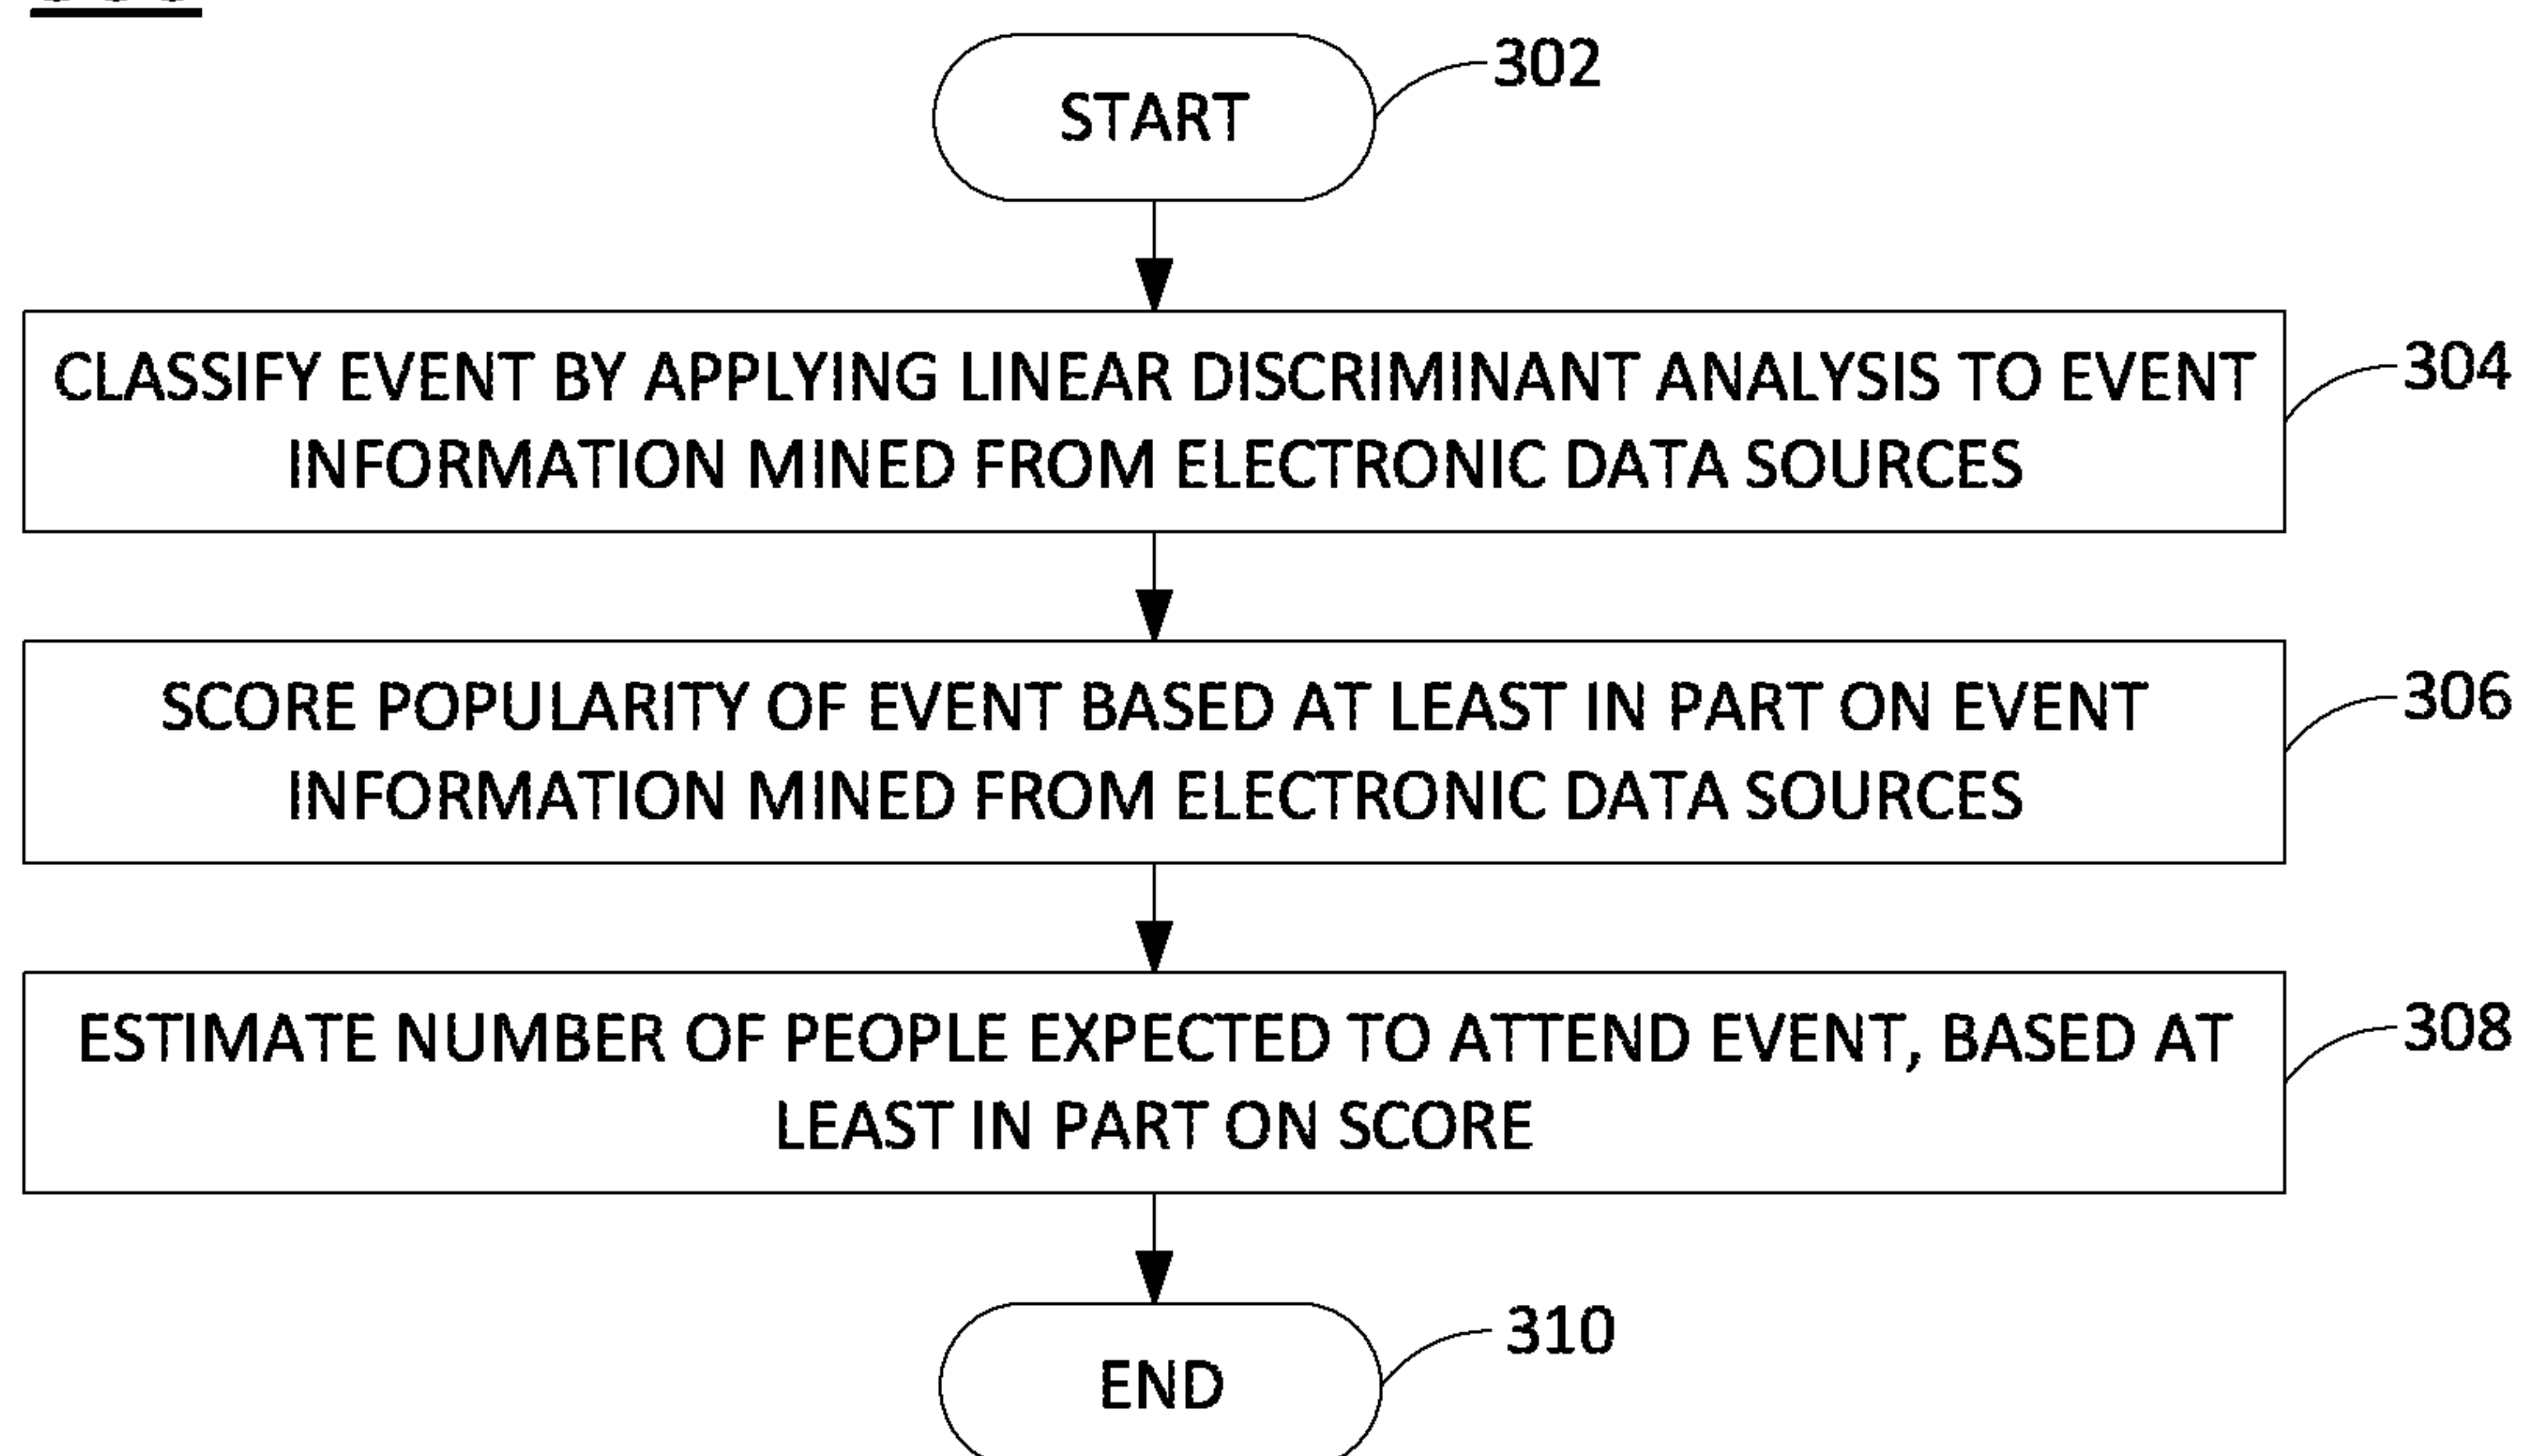 START
302
CLASSIFY EVENT BY APPLYING LINEAR DISCRIMINANT ANALYSIS TO EVENT
INFORMATION MINED FROM ELECTRONIC DATA SOURCES
304
SCORE POPULARITY OF EVENT BASED AT LEAST IN PART ON EVENT
INFORMATION MINED FROM ELECTRONIC DATA SOURCES
306
ESTIMATE NUMBER OF PEOPLE EXPECTED TO ATTEND EVENT, BASED AT
LEAST IN PART ON SCORE
308
END
310